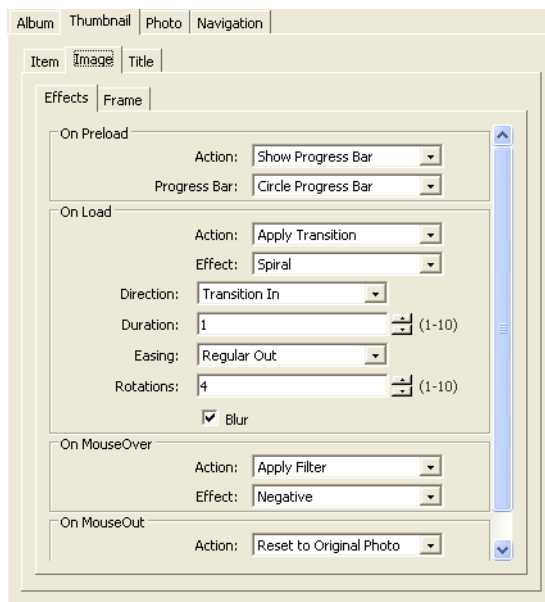 Album Thumbnail Photo Navigation
Item Image Title
Effects Frame
On Preload
Action: Show Progress Bar
Progress Bar: Circle Progress Bar
On Load
Action: Apply Transition
Effect: Spiral
Direction: Transition In
Duration: 1 (1-10)
Easing: Regular Out
Rotations: 4 (1-10)
Blur
On MouseOver
Action: Apply Filter
Effect: Negative
On MouseOut
Action: Reset to Original Photo